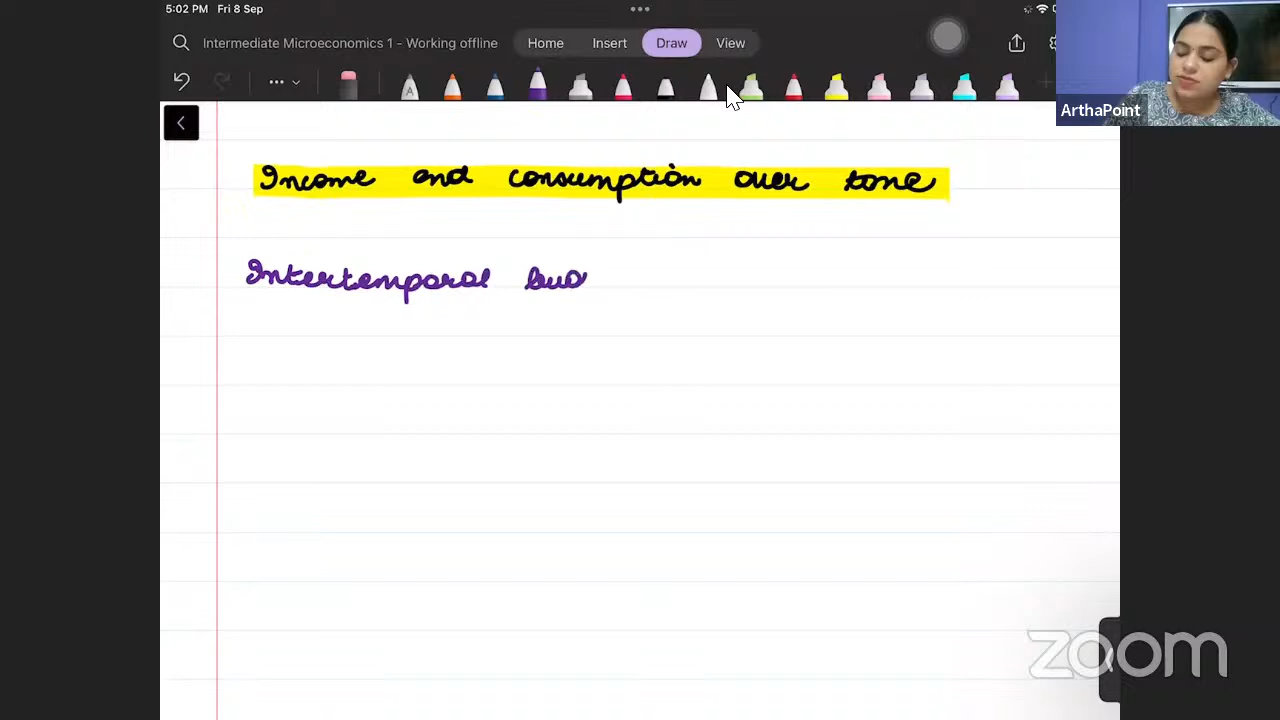 5:02 PM Fri 8 Sep
Intermediate Microeconomics 1 - Working offline
Home Insert Draw View
A
ArthaPoint
Income and consumption over tome
Intertemporal bud
zoom